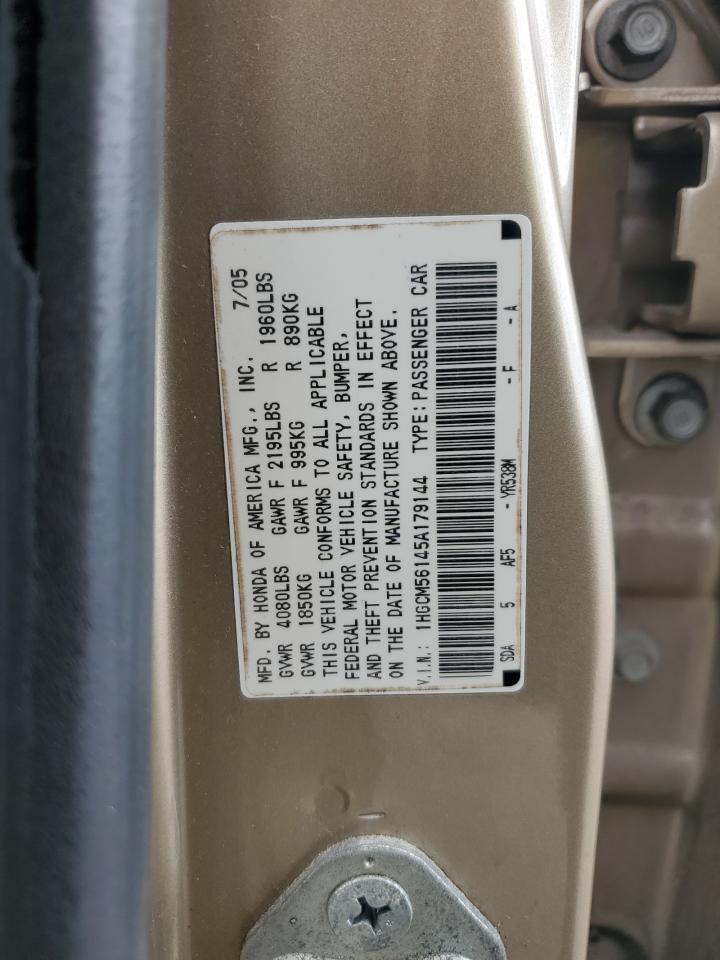 MFD. BY HONDA OF AMERICA MFG., INC. 7/05
GVWR 4080LBS GAWR F 2195LBS R 1960LBS
GVWR 1850KG GAWR F 995KG R 890KG
THIS VEHICLE CONFORMS TO ALL APPLICABLE
FEDERAL MOTOR VEHICLE SAFETY, BUMPER,
AND THEFT PREVENTION STANDARDS IN EFFECT
ON THE DATE OF MANUFACTURE SHOWN ABOVE.
V.I.N.: 1HGCM56145A179144 TYPE: PASSENGER CAR
SDA 5 AF5 - YR538M - F - A